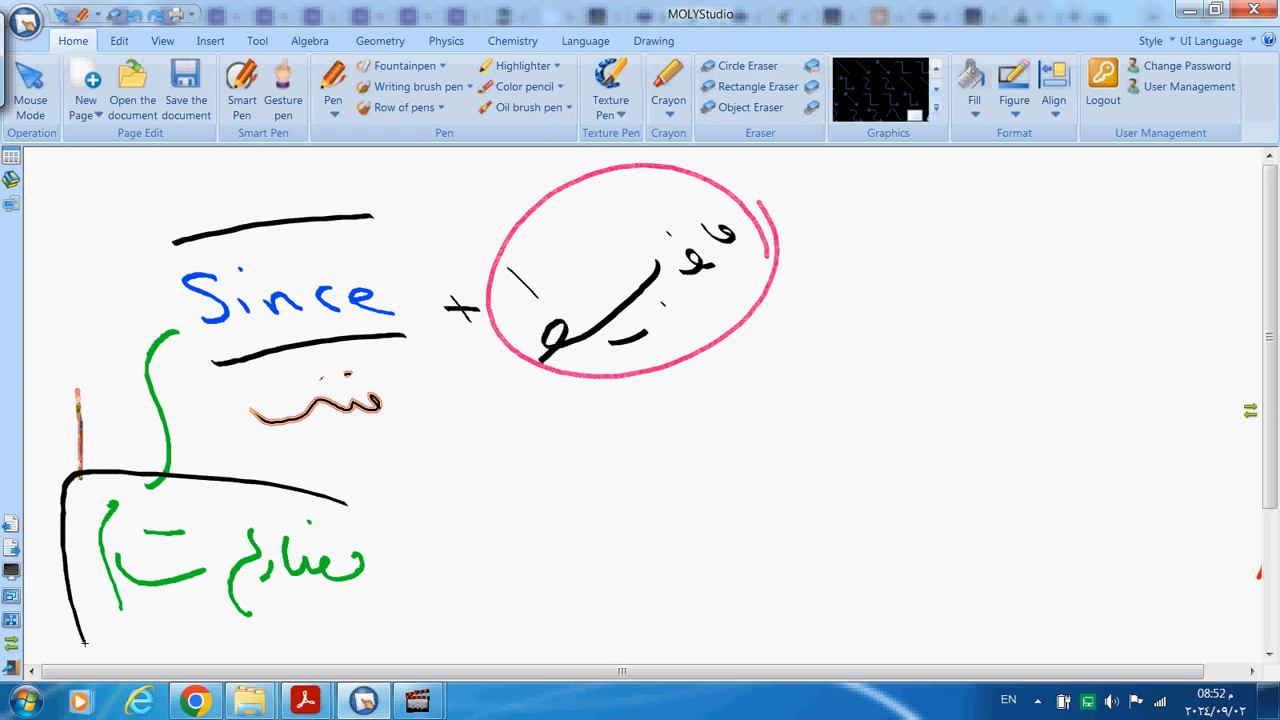 MOLYStudio
Home Edit View Insert Tool Algebra Geometry Physics Chemistry Language Drawing Style UI Language
Mouse Mode
Operation
New Page
Open the document
Save the document
Page Edit
Smart Pen
Gesture pen
Smart Pen
Pen
Fountainpen
Writing brush pen
Row of pens
Highlighter
Color pencil
Oil brush pen
Pen
Texture Pen
Texture Pen
Crayon
Crayon
Circle Eraser
Rectangle Eraser
Object Eraser
Eraser
Graphics
Fill
Figure
Align
Format
Logout
Change Password
User Management
User Management
Since +
منذ
مضارع ت
EN
08:52 م
٢٠٢٤/٠٩/٠٢